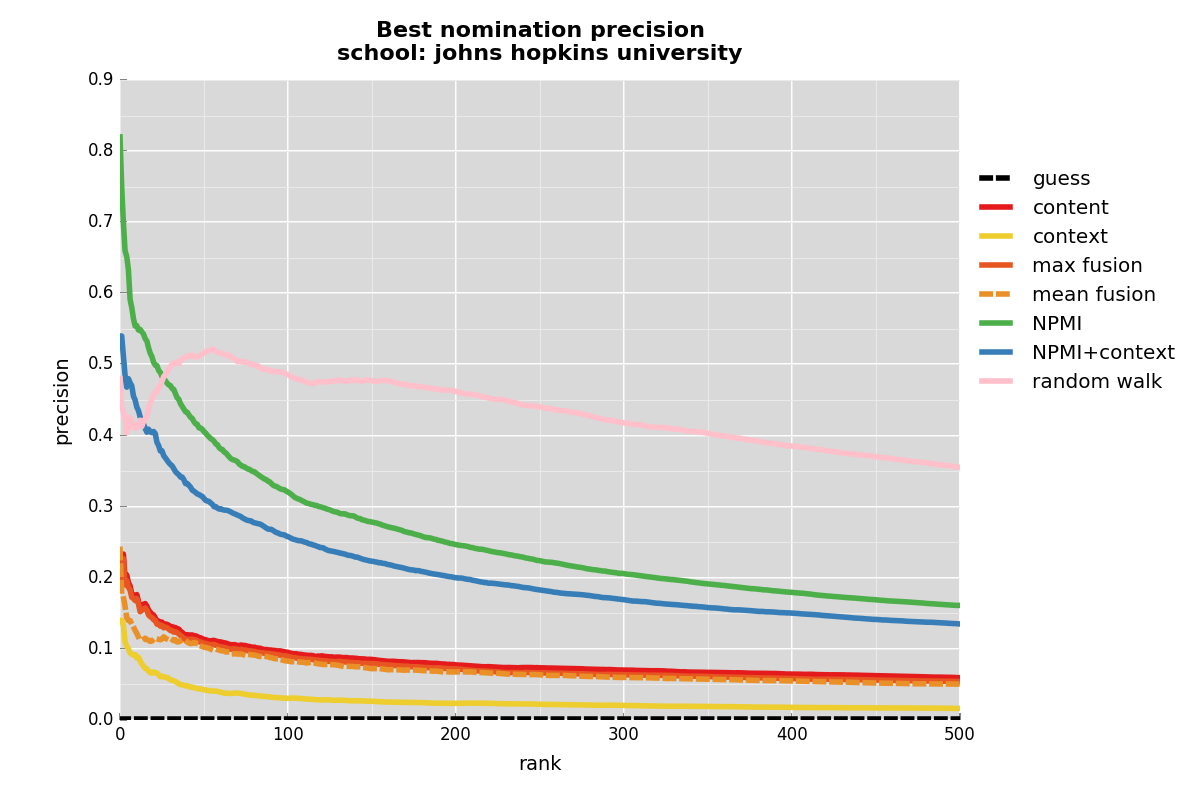 Best nomination precision
school: johns hopkins university
precision
0.9
0.8
0.7
0.6
0.5
0.4
0.3
0.2
0.1
0.0
0 100 200 300 400 500
rank
guess
content
context
max fusion
mean fusion
NPMI
NPMI+context
random walk